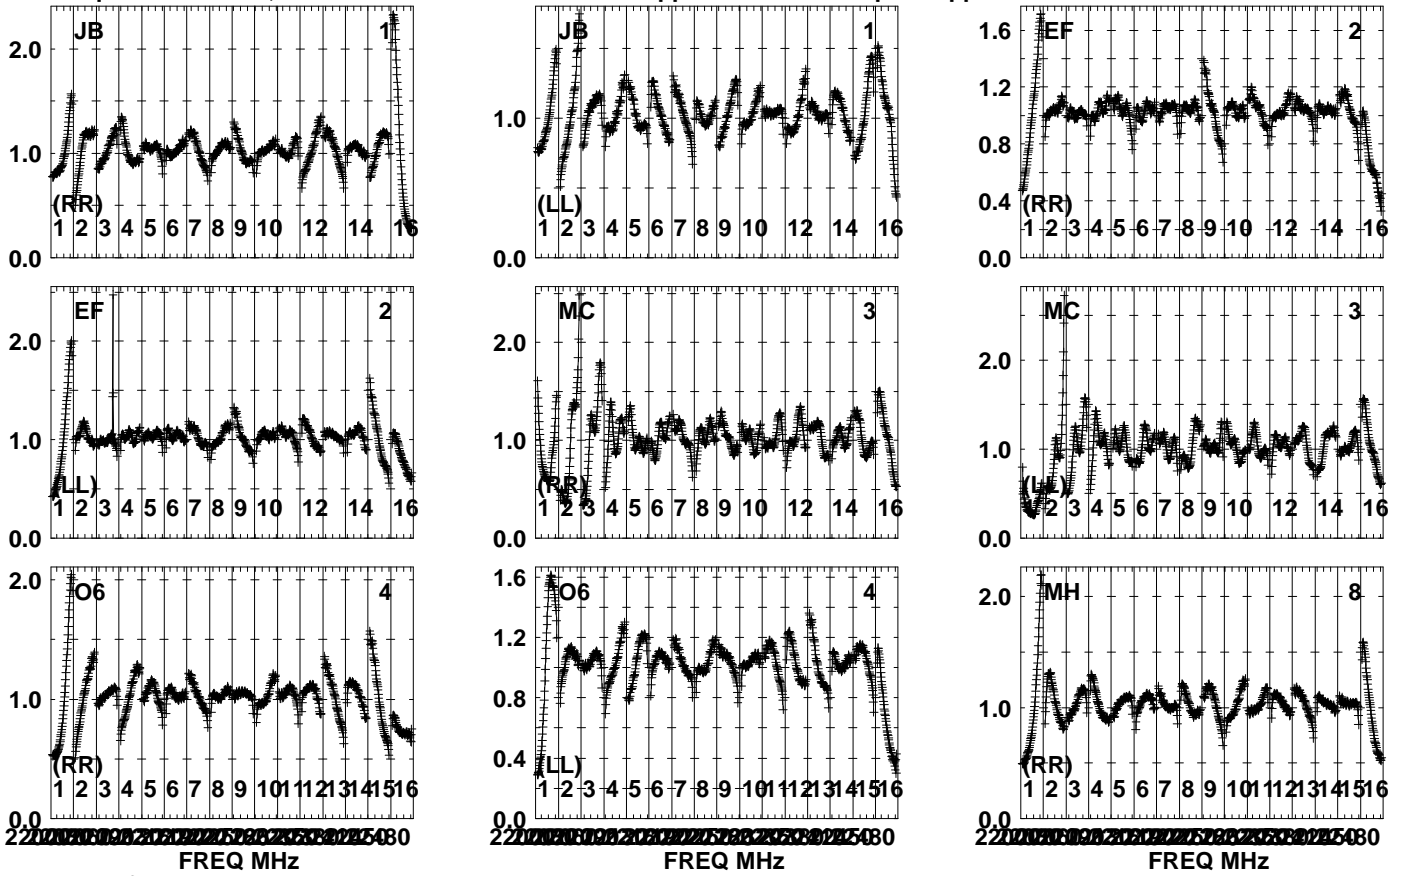 JB 1
2.0
1.0
(RR)
1 2 3 4 5 6 7 8 9 10 12 14 16
0.0
JB 1
1.0
(LL)
1 2 3 4 5 6 7 8 9 10 12 14 16
0.0
EF 2
1.6
1.2
0.8
0.4
(RR)
1 2 3 4 5 6 7 8 9 10 12 14 16
0.0
EF 2
2.0
1.0
(LL)
1 2 3 4 5 6 7 8 9 10 12 14 16
0.0
MC 3
2.0
1.0
(RR)
1 2 3 4 5 6 7 8 9 10 12 14 16
0.0
MC 3
2.0
1.0
(LL)
1 2 3 4 5 6 7 8 9 10 12 14 16
0.0
O6 4
2.0
1.0
(RR)
1 2 3 4 5 6 7 8 9 10 11 12 13 14 15 16
0.0
FREQ MHz
O6 4
1.6
1.2
0.8
0.4
(LL)
1 2 3 4 5 6 7 8 9 10 11 12 13 14 15 16
0.0
FREQ MHz
MH 8
2.0
1.0
(RR)
1 2 3 4 5 6 7 8 9 10 11 12 13 14 15 16
0.0
FREQ MHz